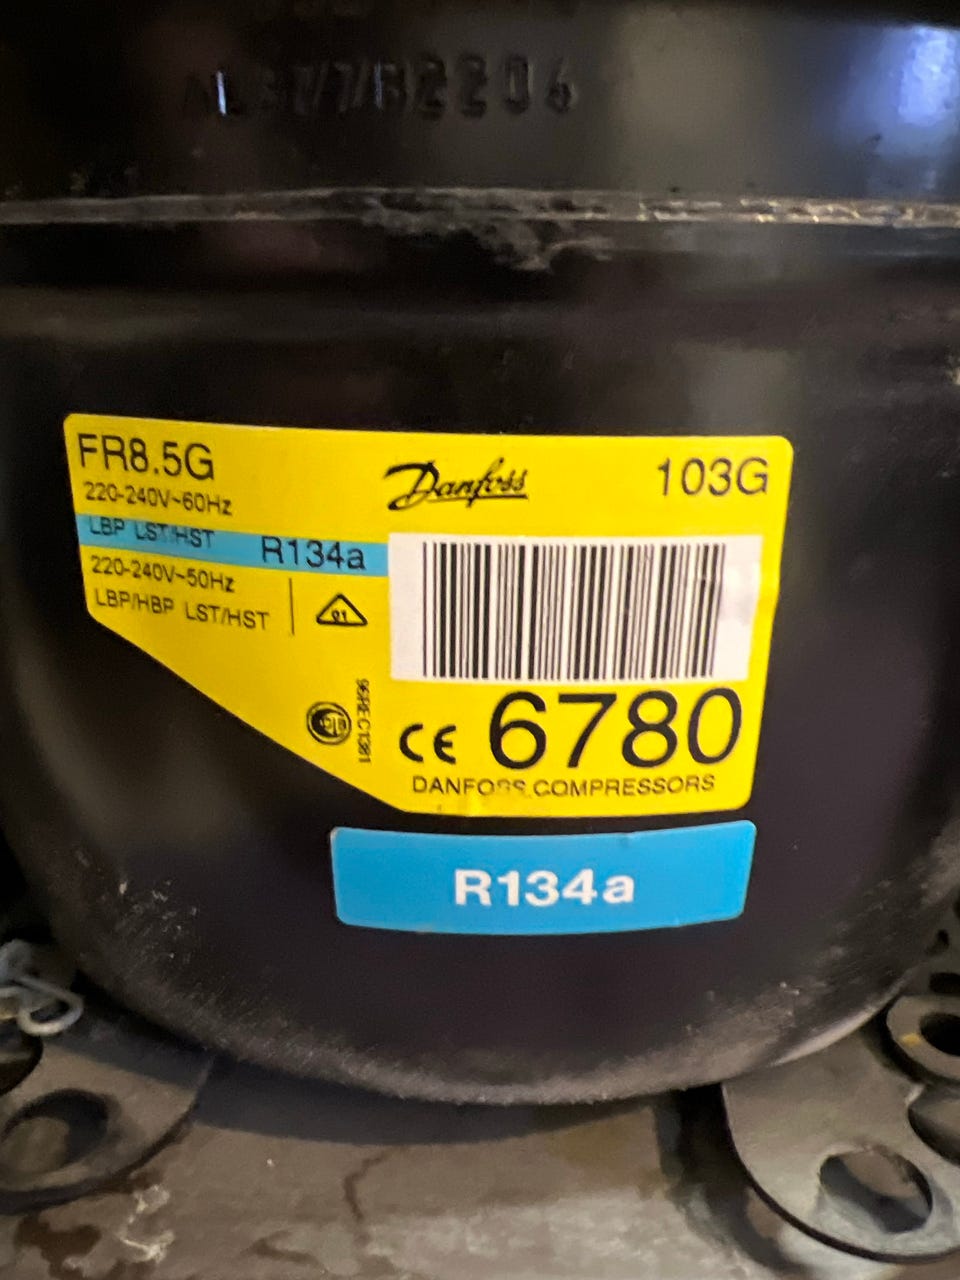 FR8.5G
220-240V~60Hz
LBP LST/HST
R134a
220-240V~50Hz
LBP/HBP LST/HST
01
Danfoss
103G
CE 6780
DANFOSS COMPRESSORS
R134a